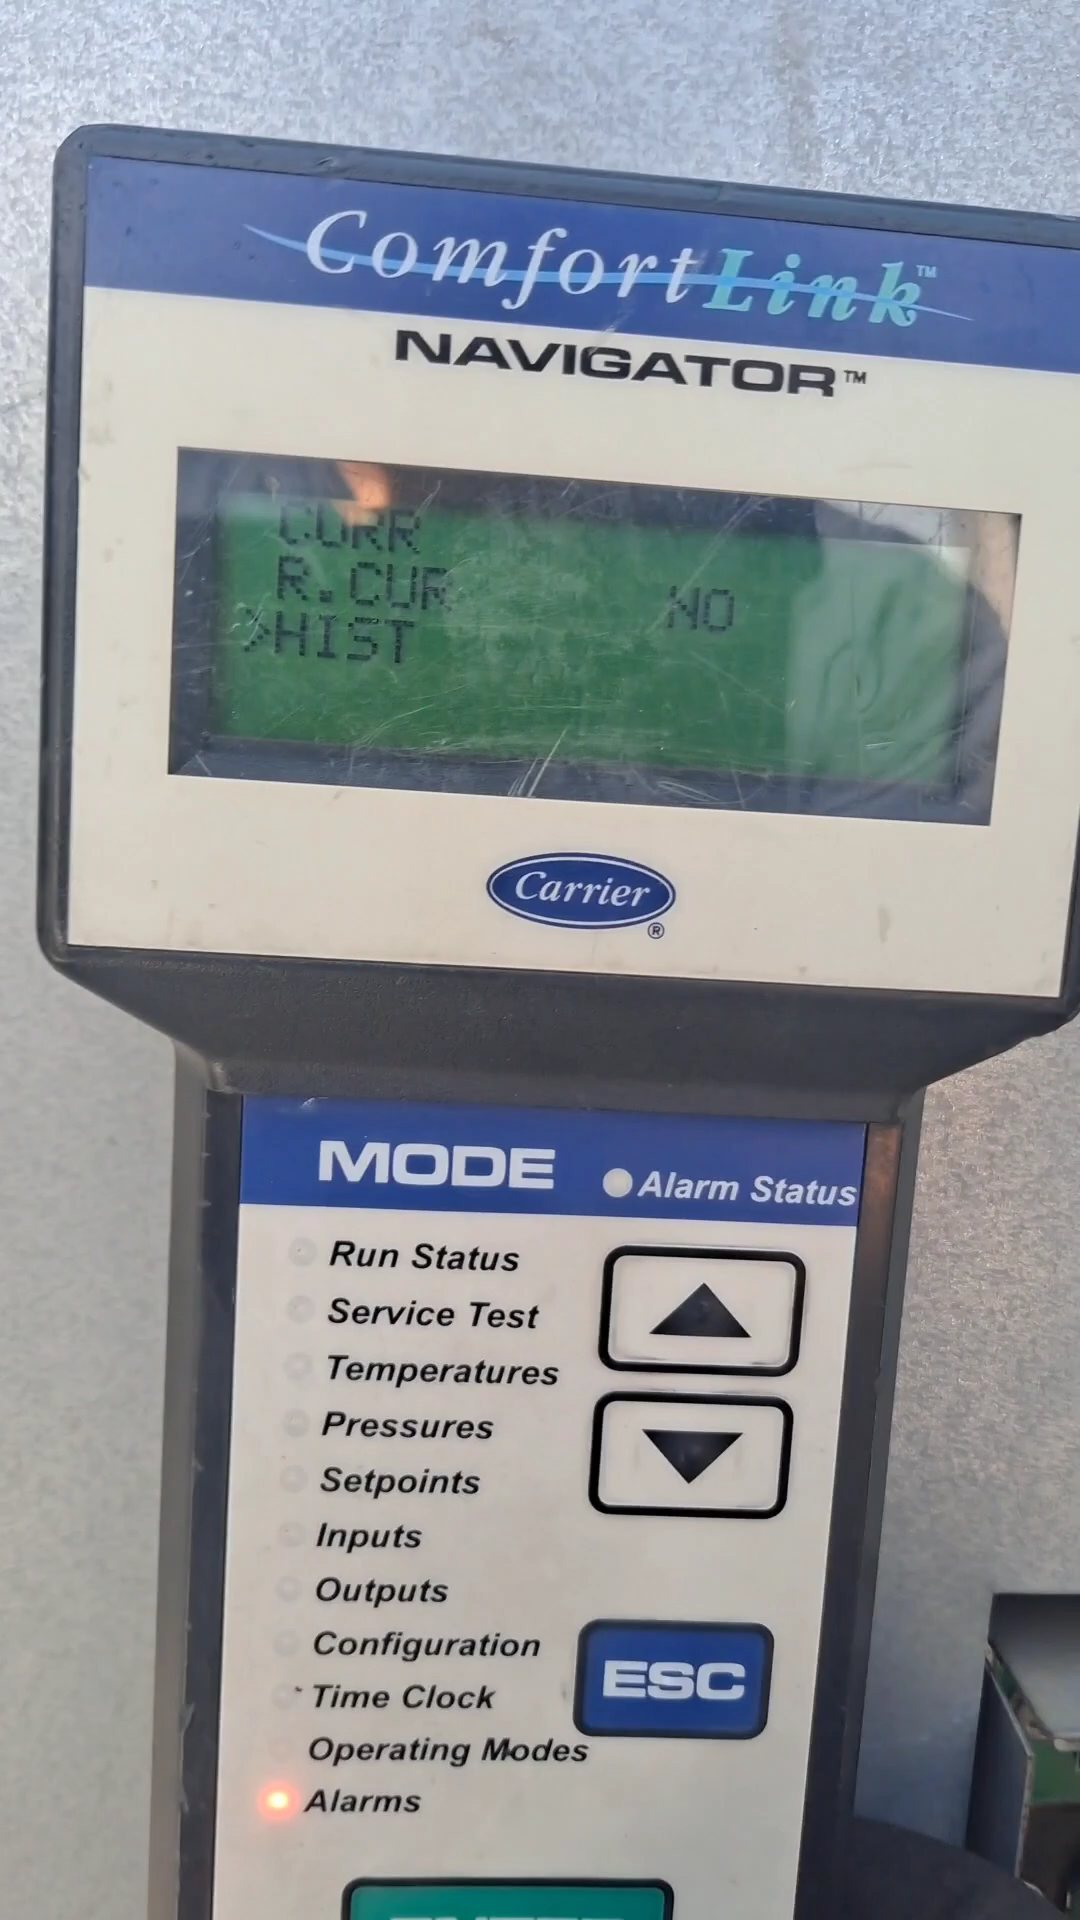 ComfortLink™
NAVIGATOR™
CURR
R.CUR NO
>HIST
Carrier
®
MODE
Alarm Status
Run Status
Service Test
Temperatures
Pressures
Setpoints
Inputs
Outputs
Configuration
ESC
Time Clock
Operating Modes
Alarms